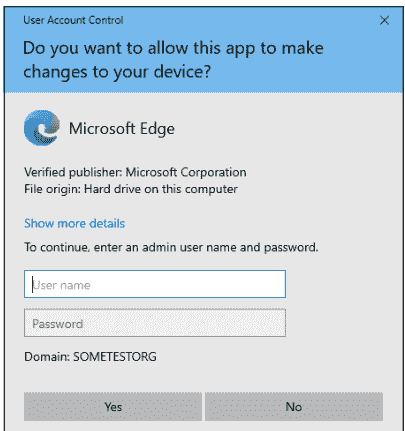 User Account Control
Do you want to allow this app to make
changes to your device?
Microsoft Edge
Verified publisher: Microsoft Corporation
File origin: Hard drive on this computer
Show more details
To continue, enter an admin user name and password.
User name
Password
Domain: SOMETESTORG
Yes
No